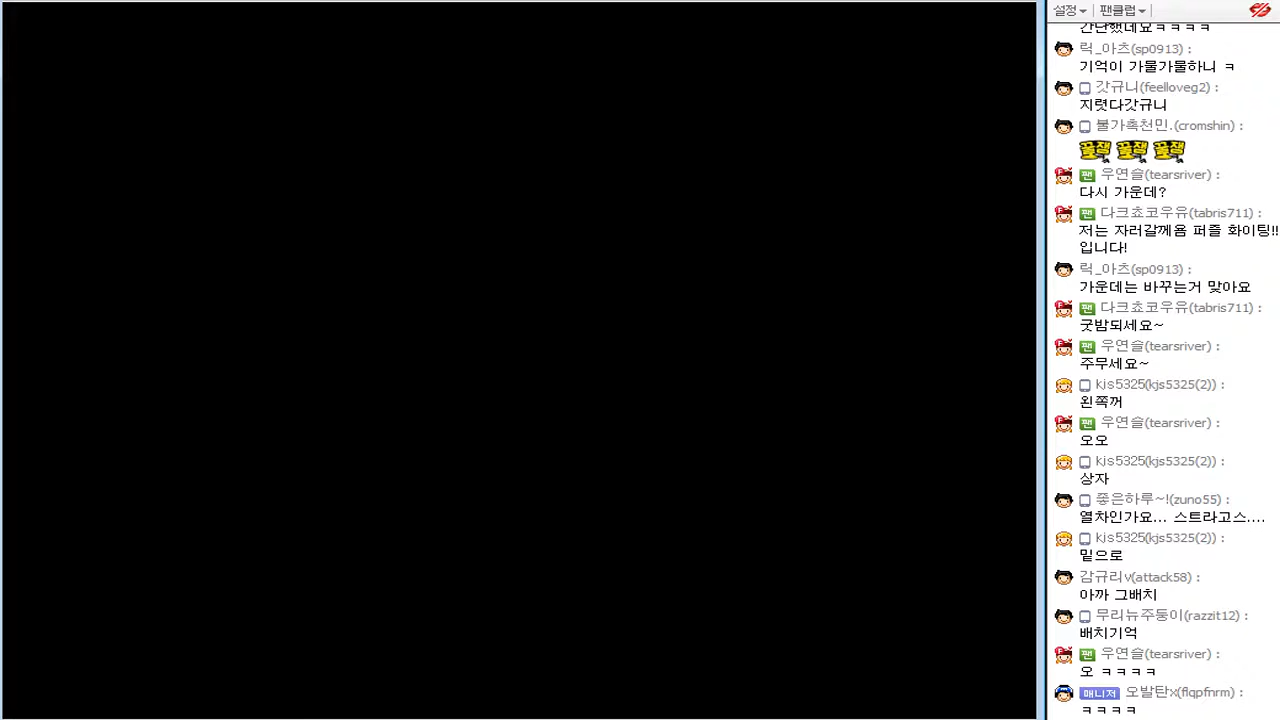 설정 팬클럽
간단했네요ㅋㅋㅋㅋ
럭_아츠(sp0913) :
기억이 가물가물하니 ㅋ
갓규니(feelloveg2) :
지렷다갓규니
불가촉천민.(cromshin) :
꿀잼 꿀잼 꿀잼
팬 우연슬(tearsriver) :
다시 가운데?
팬 다크쵸코우유(tabris711) :
저는 자러갈께욤 퍼즐 화이팅!!
입니다!
럭_아츠(sp0913) :
가운데는 바꾸는거 맞아요
팬 다크쵸코우유(tabris711) :
굿밤되세요~
팬 우연슬(tearsriver) :
주무세요~
kjs5325(kjs5325(2)) :
왼쪽꺼
팬 우연슬(tearsriver) :
오오
kjs5325(kjs5325(2)) :
상자
좋은하루~!(zuno55) :
열차인가요... 스트라고스....
kjs5325(kjs5325(2)) :
밑으로
감규리v(attack58) :
아까 그배치
무리뉴주둥이(razzit12) :
배치기억
팬 우연슬(tearsriver) :
오 ㅋㅋㅋㅋ
매니저 오발탄x(flqpfnrm) :
ㅋㅋㅋㅋ